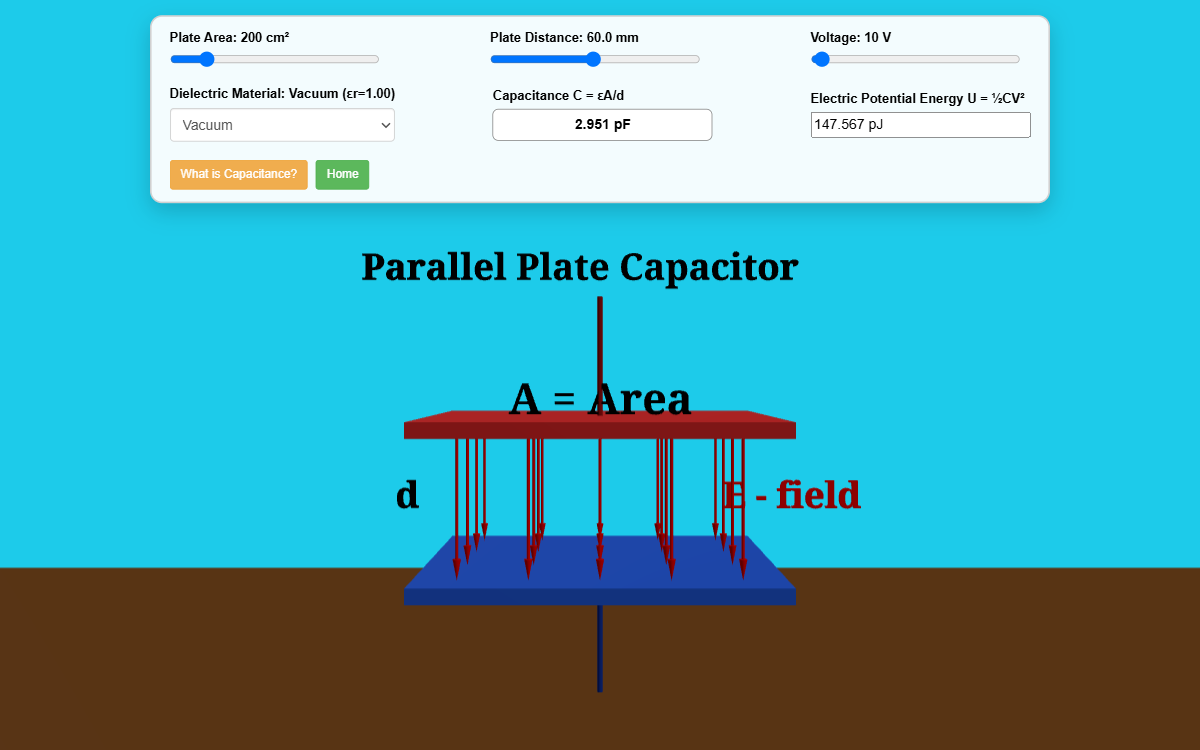 Plate Area: 200 cm²
Plate Distance: 60.0 mm
Voltage: 10 V
Dielectric Material: Vacuum (εr=1.00)
Capacitance C = εA/d
Electric Potential Energy U = ½CV²
Vacuum
2.951 pF
147.567 pJ
What is Capacitance?
Home
Parallel Plate Capacitor
A = Area
d
E - field